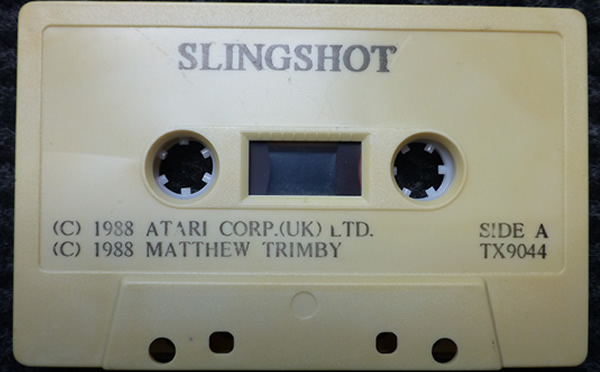 SLINGSHOT
(C) 1988 ATARI CORP.(UK) LTD.
(C) 1988 MATTHEW TRIMBY
SIDE A
TX9044